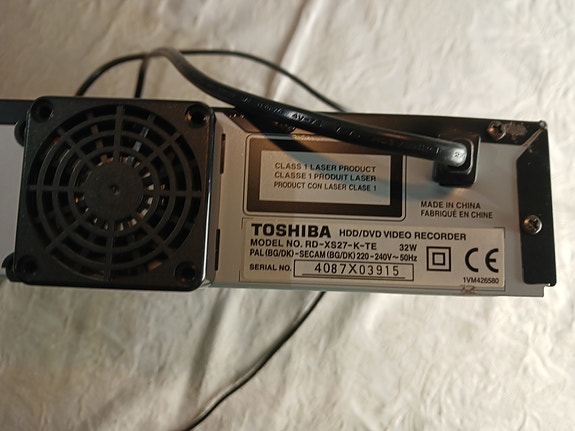 CLASS 1 LASER PRODUCT
CLASSE 1 PRODUIT LASER
PRODUCT CON LASER CLASE 1
MADE IN CHINA
FABRIQUÉ EN CHINE
TOSHIBA HDD/DVD VIDEO RECORDER
MODEL NO. RD-XS27-K-TE 32W
PAL(BG/DK)-SECAM(BG/DK) 220-240V~50Hz
SERIAL NO. 4087X03915
CE
1VM426580